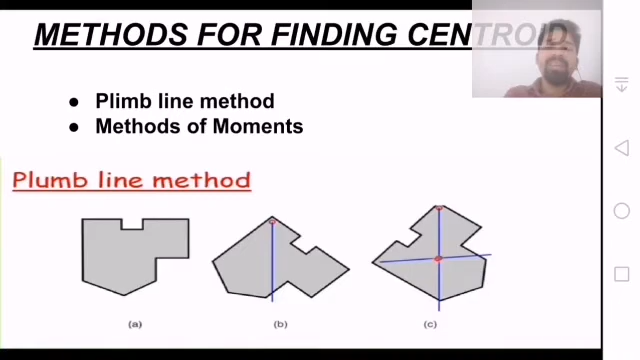 METHODS FOR FINDING CENTROID
● Plimb line method
● Methods of Moments
Plumb line method
(a) (b) (c)